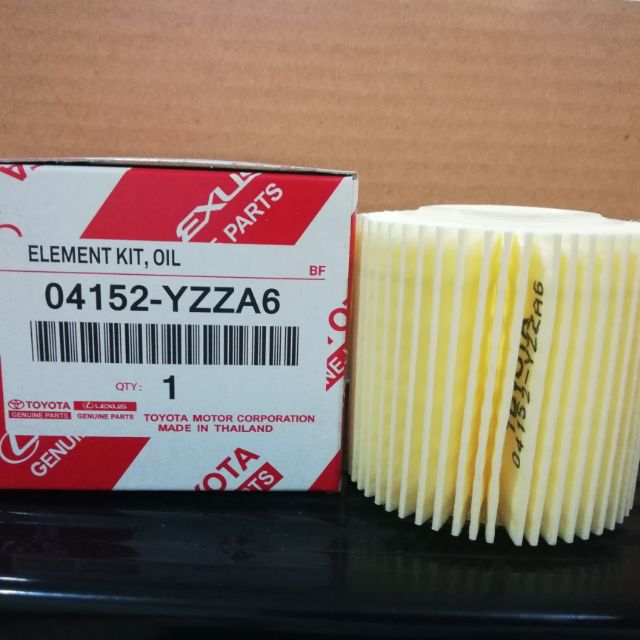 LEXUS
PARTS
ELEMENT KIT, OIL
BF
04152-YZZA6
QTY: 1
TOYOTA LEXUS
GENUINE PARTS GENUINE PARTS
TOYOTA MOTOR CORPORATION
MADE IN THAILAND
GENUINE
TOYOTA
PARTS
TOYOTA
04152-YZZA6